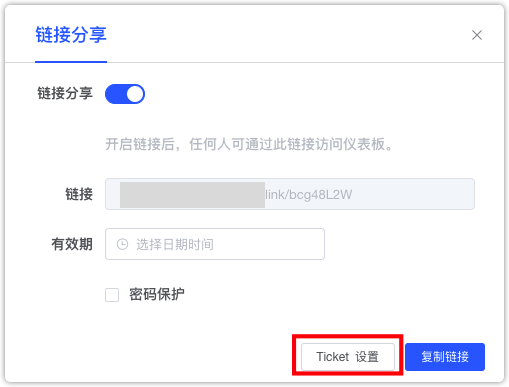 链接分享
链接分享
开启链接后，任何人可通过此链接访问仪表板。
链接 link/bcg48L2W
有效期 选择日期时间
密码保护
Ticket 设置 复制链接